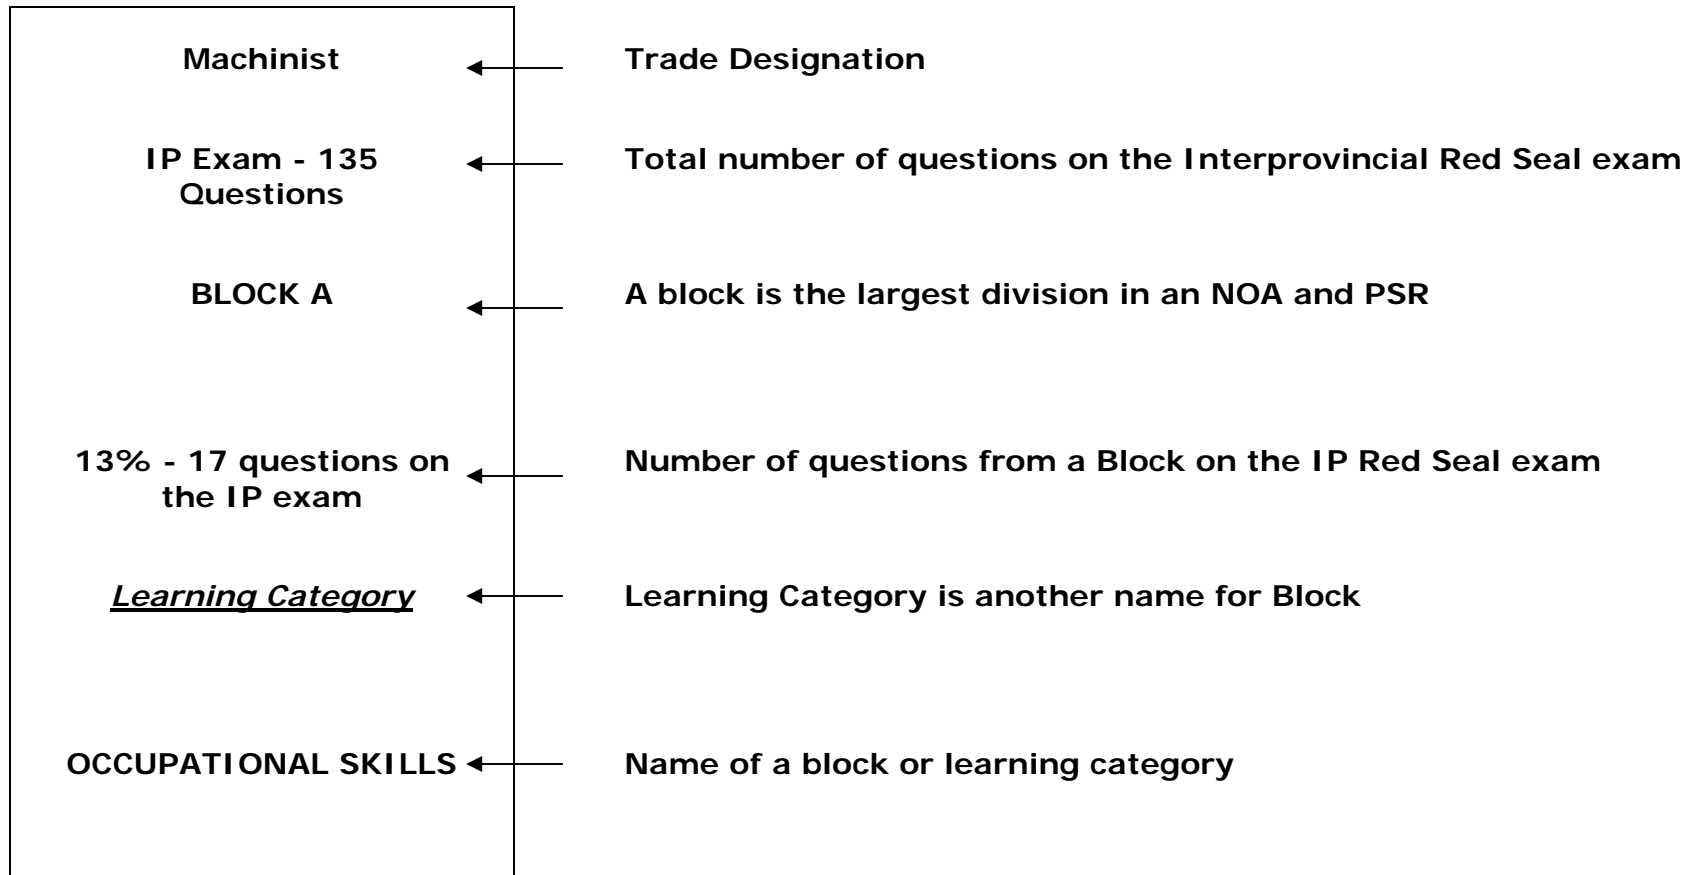 Machinist
Trade Designation
IP Exam - 135
Questions
Total number of questions on the Interprovincial Red Seal exam
BLOCK A
A block is the largest division in an NOA and PSR
13% - 17 questions on
the IP exam
Number of questions from a Block on the IP Red Seal exam
Learning Category
Learning Category is another name for Block
OCCUPATIONAL SKILLS
Name of a block or learning category